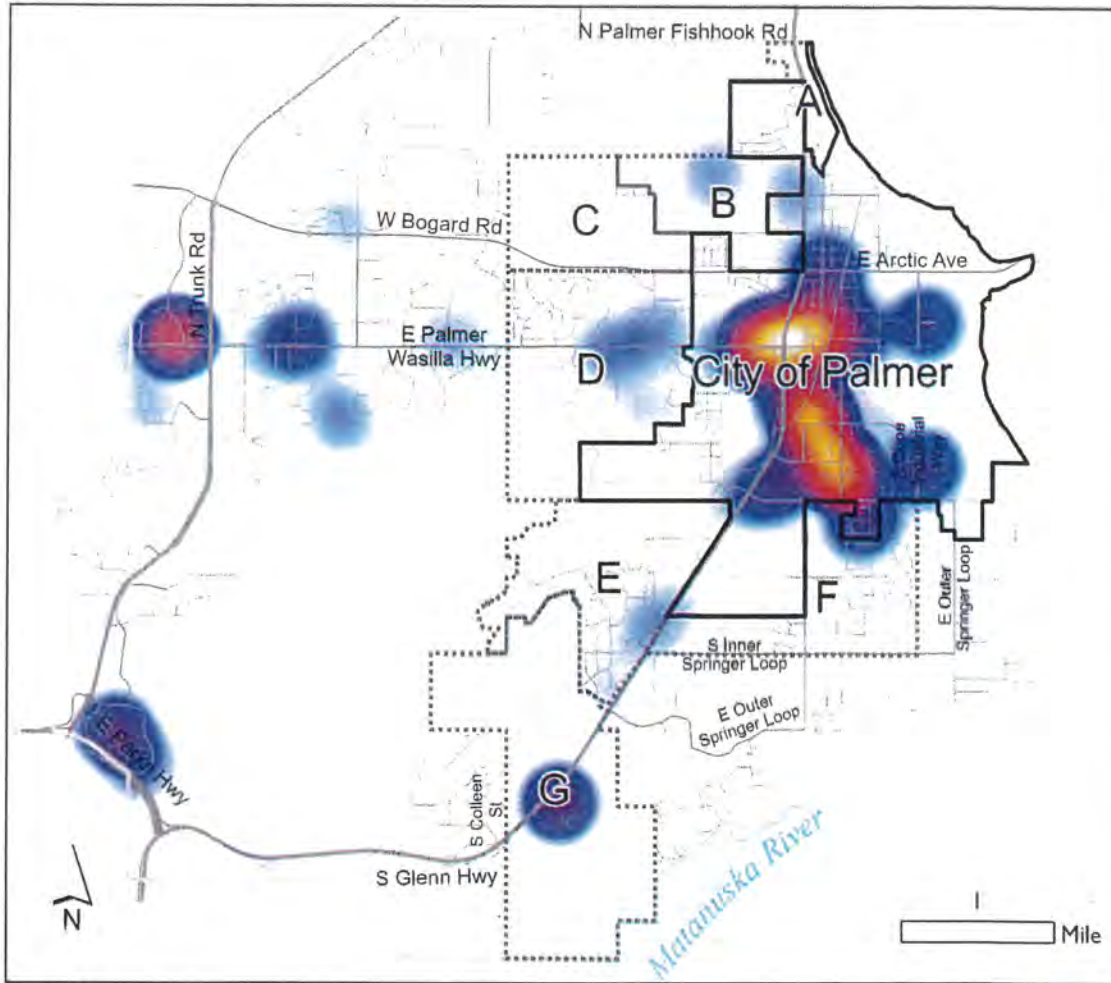 N Palmer Fishhook Rd
A
B
C
W Bogard Rd
N Trunk Rd
E Arctic Ave
E Palmer
Wasilla Hwy
D
City of Palmer
E
F
E Outer
Springer Loop
S Inner
Springer Loop
E Outer
Springer Loop
E Parks Hwy
G
S Colleen
St
S Glenn Hwy
Matanuska River
N
1
Mile